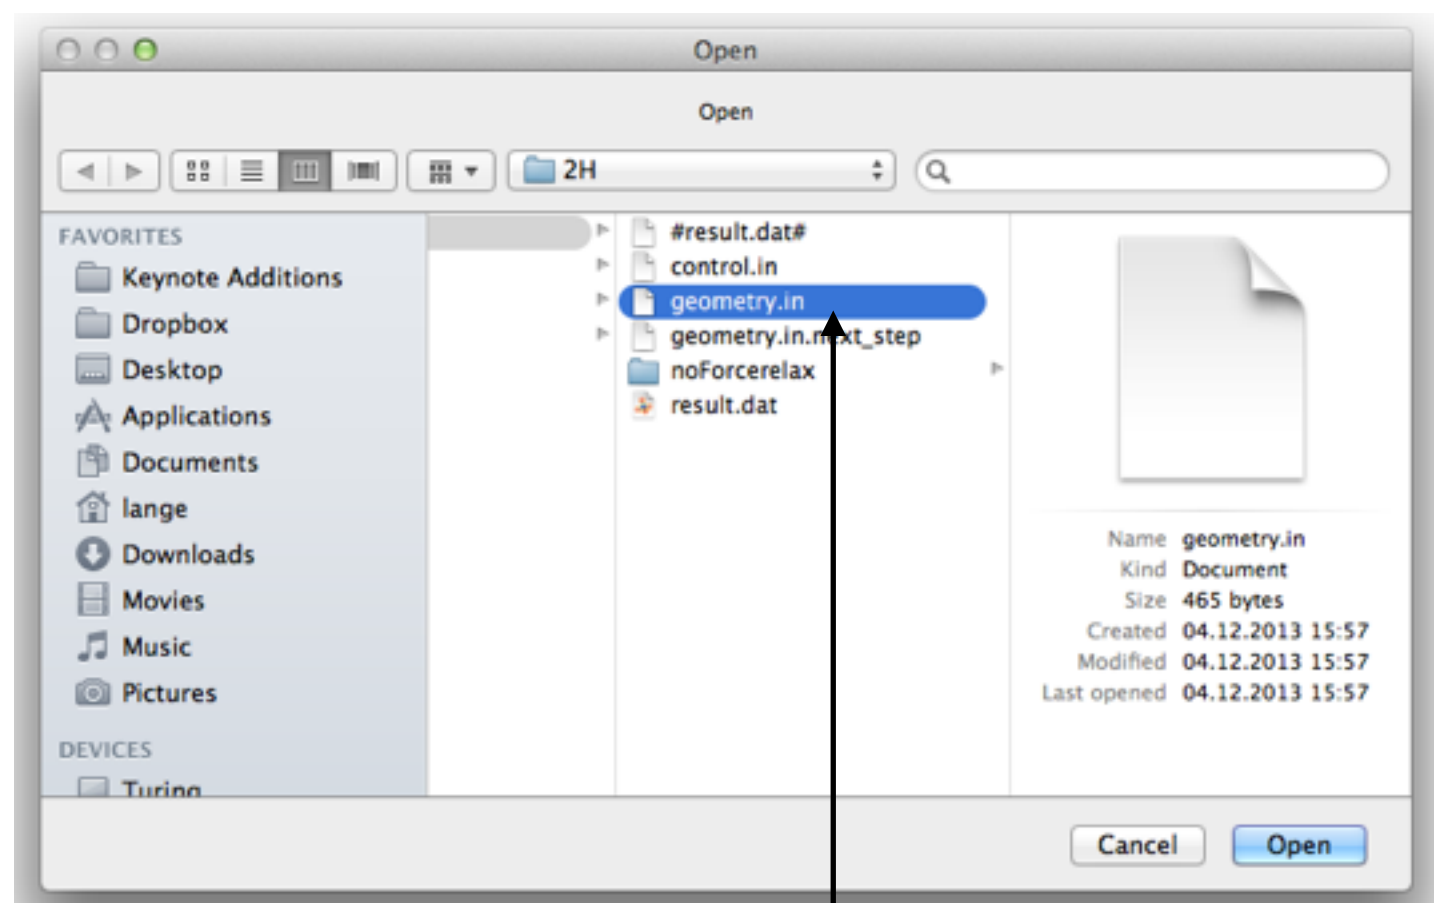 Open
Open
2H
FAVORITES
Keynote Additions
Dropbox
Desktop
Applications
Documents
lange
Downloads
Movies
Music
Pictures
DEVICES
Turing
#result.dat#
control.in
geometry.in
geometry.in.next_step
noForcerelax
result.dat
Name geometry.in
Kind Document
Size 465 bytes
Created 04.12.2013 15:57
Modified 04.12.2013 15:57
Last opened 04.12.2013 15:57
Cancel
Open